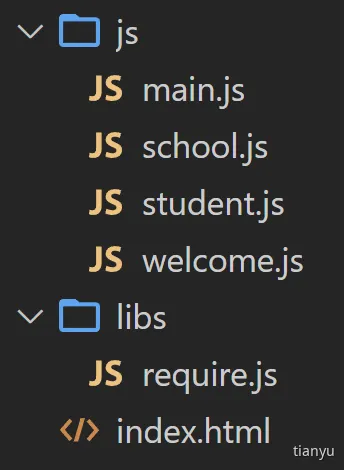 js
JS main.js
JS school.js
JS student.js
JS welcome.js
libs
JS require.js
index.html
tianyu